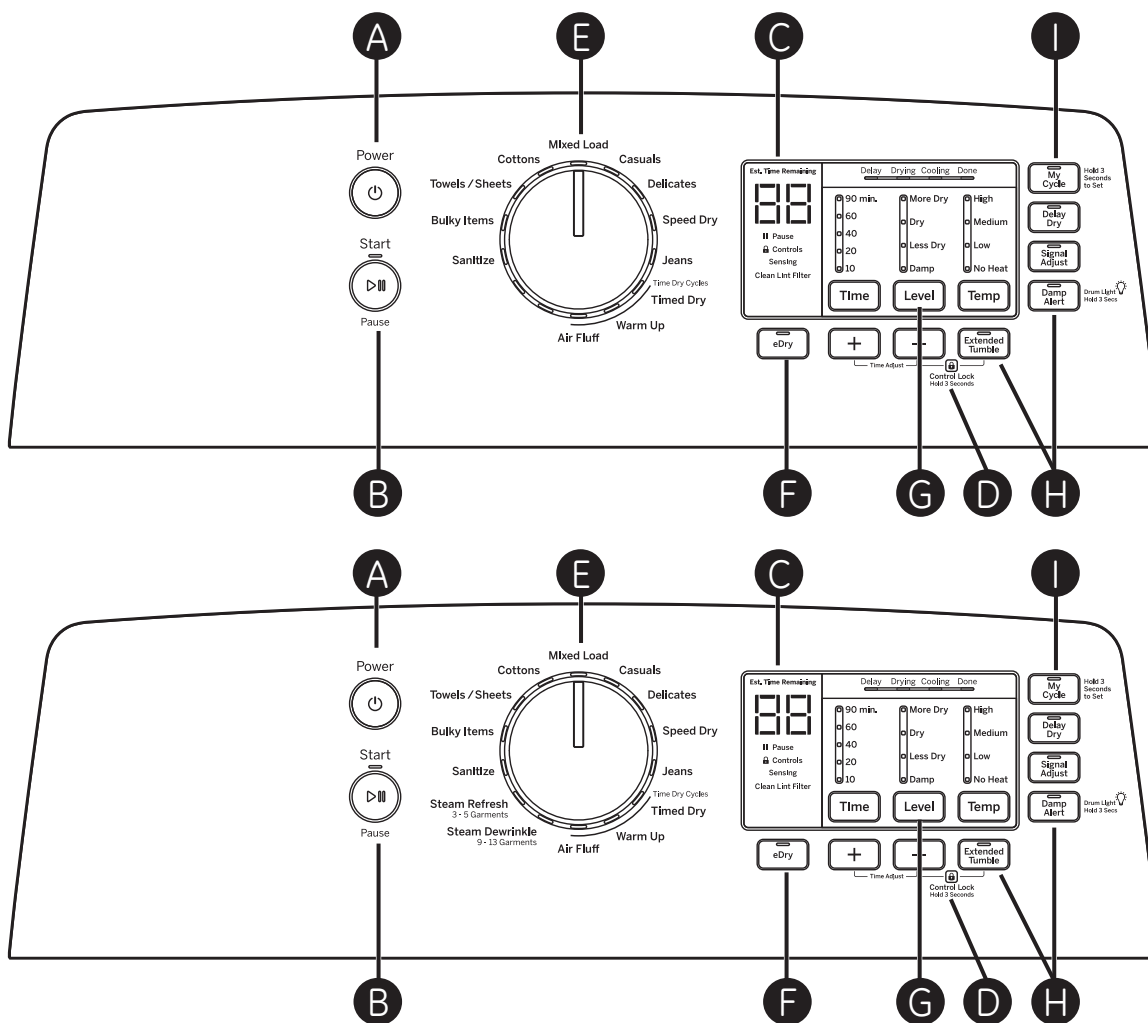 A
E
C
I
Power
Start
Pause
Mixed Load
Cottons
Casuals
Towels / Sheets
Delicates
Bulky Items
Speed Dry
Sanitize
Jeans
Time Dry Cycles
Timed Dry
Warm Up
Air Fluff
Est. Time Remaining
88
Pause
Controls
Sensing
Clean Lint Filter
Delay Drying Cooling Done
90 min. More Dry High
60 Dry Medium
40
20 Less Dry Low
10 Damp No Heat
Time Level Temp
eDry + - Extended
Tumble
Time Adjust
Control Lock
Hold 3 Seconds
My
Cycle
Hold 3
Seconds
to Set
Delay
Dry
Signal
Adjust
Damp
Alert
Drum Light
Hold 3 Secs
B
F
G
D
H
A
E
C
I
Power
Start
Pause
Mixed Load
Cottons
Casuals
Towels / Sheets
Delicates
Bulky Items
Speed Dry
Sanitize
Jeans
Steam Refresh
3 - 5 Garments
Time Dry Cycles
Timed Dry
Steam Dewrinkle
9 - 13 Garments
Warm Up
Air Fluff
Est. Time Remaining
88
Pause
Controls
Sensing
Clean Lint Filter
Delay Drying Cooling Done
90 min. More Dry High
60 Dry Medium
40
20 Less Dry Low
10 Damp No Heat
Time Level Temp
eDry + - Extended
Tumble
Time Adjust
Control Lock
Hold 3 Seconds
My
Cycle
Hold 3
Seconds
to Set
Delay
Dry
Signal
Adjust
Damp
Alert
Drum Light
Hold 3 Secs
B
F
G
D
H